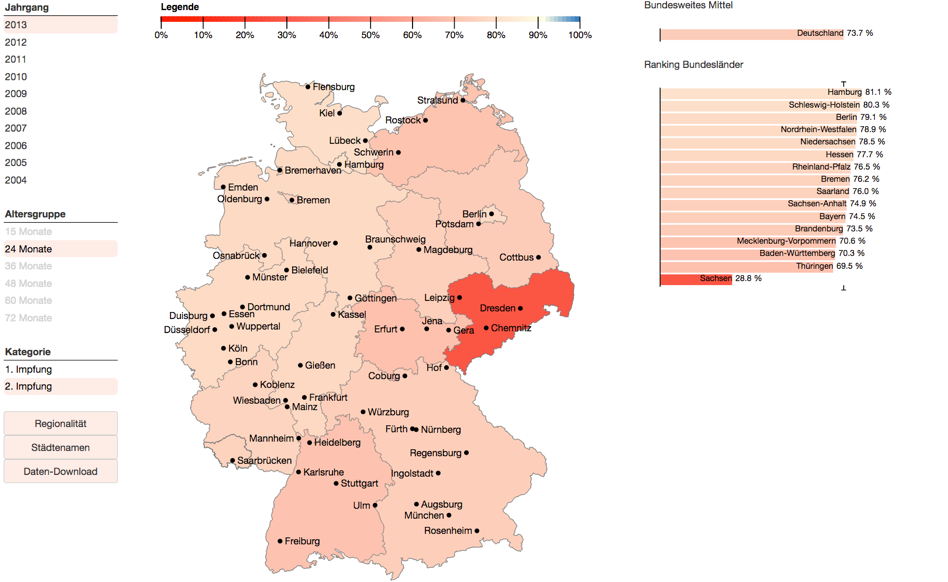 Jahrgang
2013
2012
2011
2010
2009
2008
2007
2006
2005
2004
Altersgruppe
15 Monate
24 Monate
36 Monate
48 Monate
60 Monate
72 Monate
Kategorie
1. Impfung
2. Impfung
Regionalität
Städtenamen
Daten-Download
Legende
0% 10% 20% 30% 40% 50% 60% 70% 80% 90% 100%
Flensburg
Stralsund
Kiel
Rostock
Lübeck
Schwerin
Hamburg
Bremerhaven
Emden
Oldenburg
Bremen
Berlin
Potsdam
Hannover
Braunschweig
Magdeburg
Osnabrück
Cottbus
Bielefeld
Münster
Göttingen
Leipzig
Dortmund
Dresden
Duisburg
Essen
Kassel
Jena
Düsseldorf
Wuppertal
Erfurt
Gera
Chemnitz
Köln
Bonn
Gießen
Hof
Coburg
Koblenz
Wiesbaden
Frankfurt
Mainz
Würzburg
Fürth
Nürnberg
Mannheim
Heidelberg
Regensburg
Saarbrücken
Karlsruhe
Ingolstadt
Stuttgart
Ulm
Augsburg
München
Rosenheim
Freiburg
Bundesweites Mittel
Deutschland 73.7 %
Ranking Bundesländer
Hamburg 81.1 %
Schleswig-Holstein 80.3 %
Berlin 79.1 %
Nordrhein-Westfalen 78.9 %
Niedersachsen 78.5 %
Hessen 77.7 %
Rheinland-Pfalz 76.5 %
Bremen 76.2 %
Saarland 76.0 %
Sachsen-Anhalt 74.9 %
Bayern 74.5 %
Brandenburg 73.5 %
Mecklenburg-Vorpommern 70.6 %
Baden-Württemberg 70.3 %
Thüringen 69.5 %
Sachsen 28.8 %